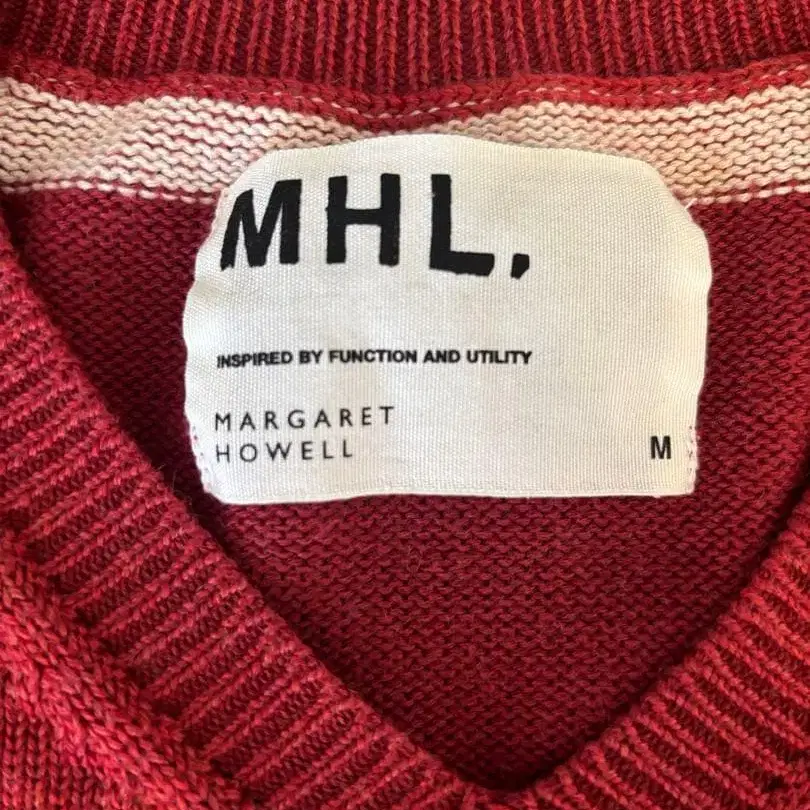 MHL.
INSPIRED BY FUNCTION AND UTILITY
MARGARET
HOWELL
M